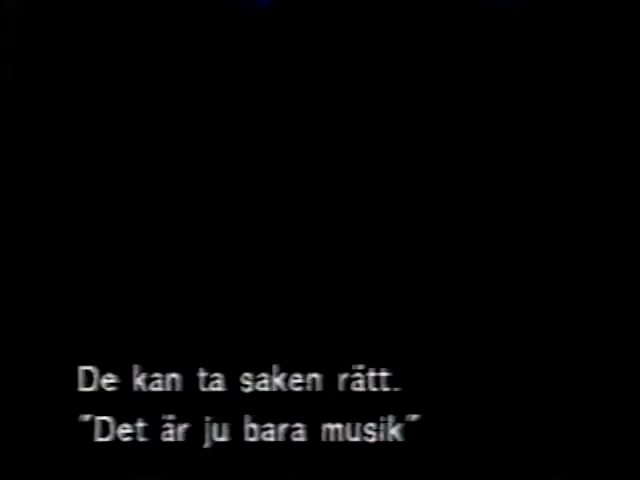 De kan ta saken rätt.
"Det är ju bara musik"